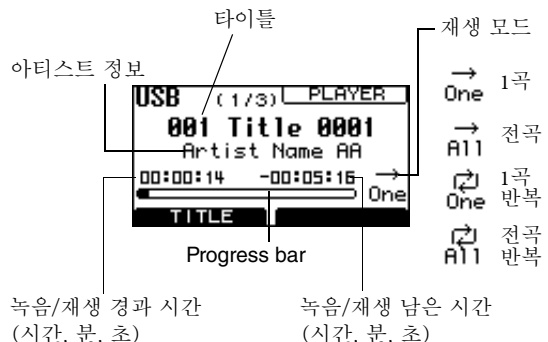 타이틀
재생 모드
아티스트 정보
USB (1/3) PLAYER
001 Title 0001
Artist Name AA
00:00:14 -00:05:16
→ One
TITLE
Progress bar
→ One 1곡
→ All 전곡
One 1곡 반복
All 전곡 반복
녹음/재생 경과 시간
(시간, 분, 초)
녹음/재생 남은 시간
(시간, 분, 초)